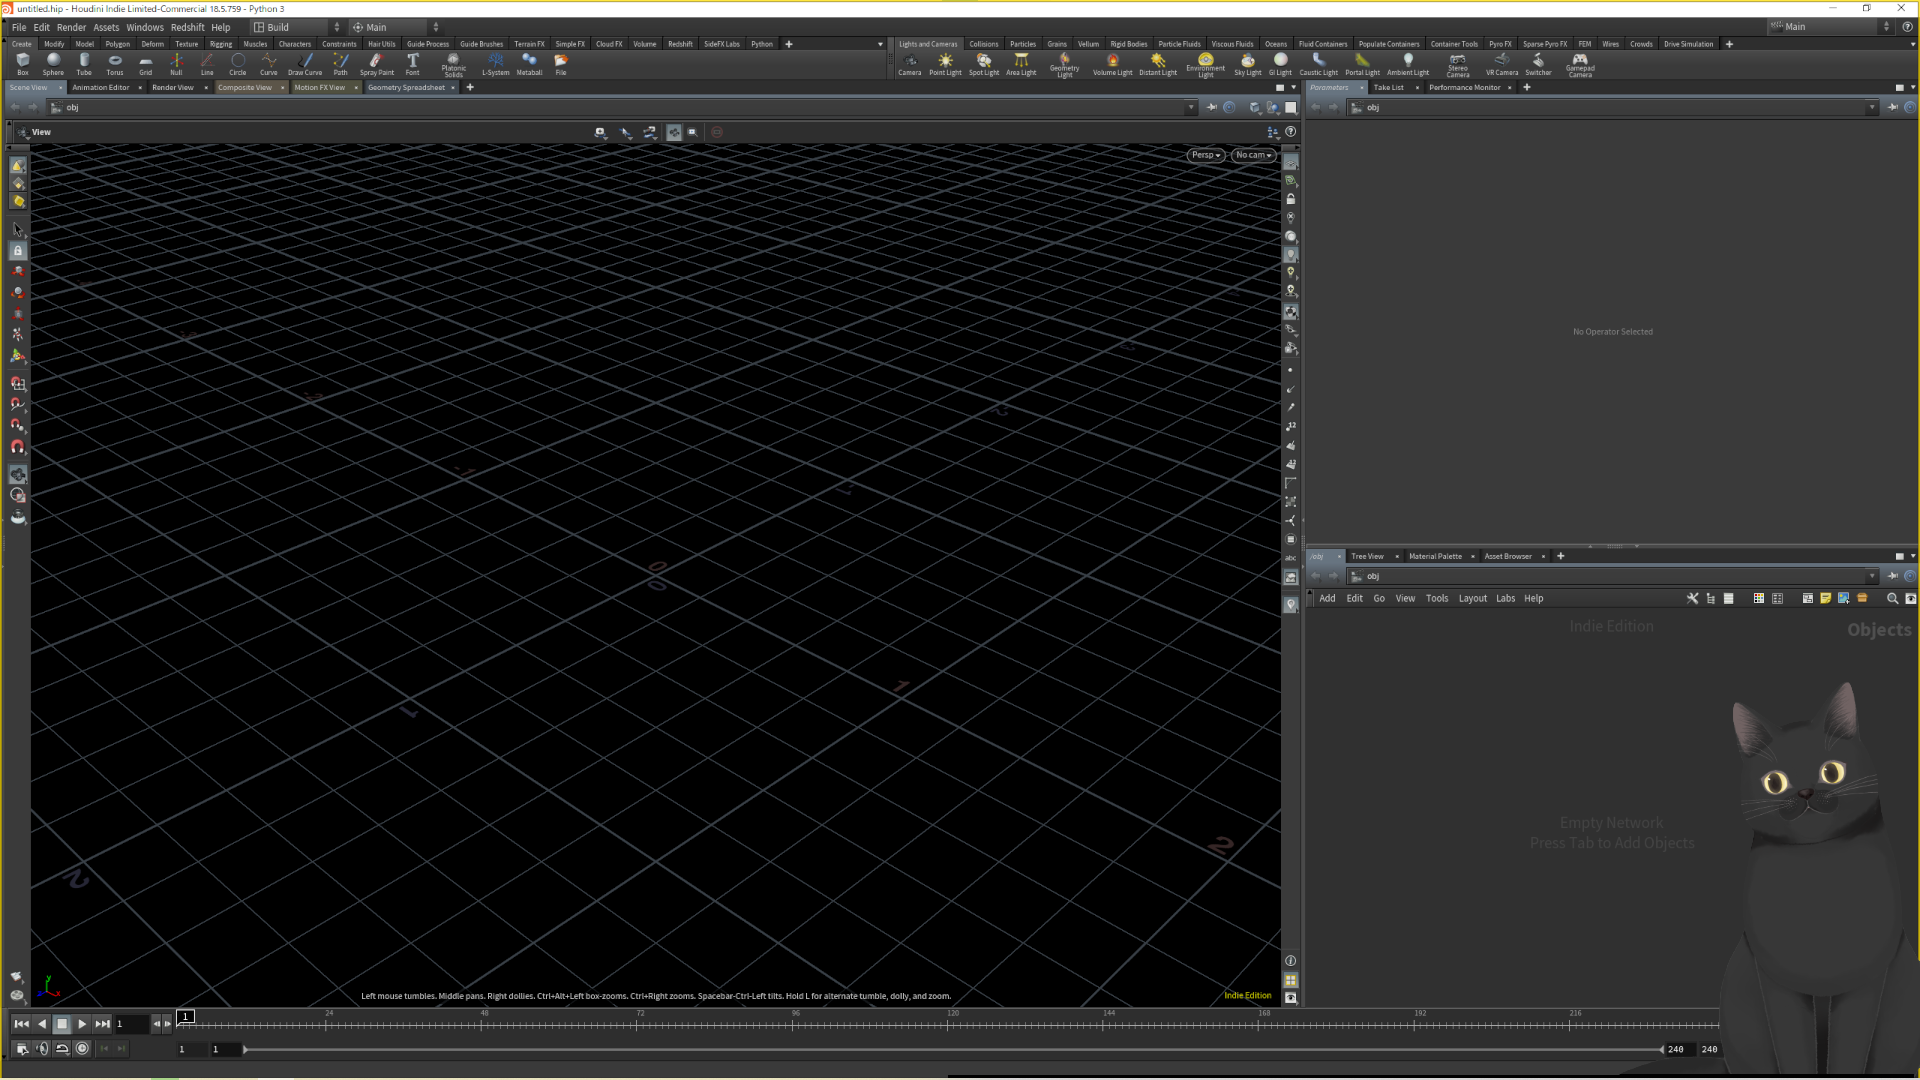 untitled.hip - Houdini Indie Limited-Commercial 18.5.759 - Python 3
File Edit Render Assets Windows Redshift Help Build Main Main
Create Modify Model Polygon Deform Texture Rigging Muscles Characters Constraints Hair Utils Guide Process Guide Brushes Terrain FX Simple FX Cloud FX Volume Redshift SideFX Labs Python
Box Sphere Tube Torus Grid Null Line Circle Curve Draw Curve Path Spray Paint Font Platonic Solids L-System Metaball File
Lights and Cameras Collisions Particles Grains Vellum Rigid Bodies Particle Fluids Viscous Fluids Oceans Fluid Containers Populate Containers Container Tools Pyro FX Sparse Pyro FX FEM Wires Crowds Drive Simulation
Camera Point Light Spot Light Area Light Geometry Light Volume Light Distant Light Environment Light Sky Light GI Light Caustic Light Portal Light Ambient Light Stereo Camera VR Camera Switcher Gamepad Camera
Scene View Animation Editor Render View Composite View Motion FX View Geometry Spreadsheet
obj
View
Persp No cam
-2
-1
0
0
1
1
2
2
abc
12
Left mouse tumbles. Middle pans. Right dollies. Ctrl+Alt+Left box-zooms. Ctrl+Right zooms. Spacebar-Ctrl-Left tilts. Hold L for alternate tumble, dolly, and zoom.
Indie Edition
Parameters Take List Performance Monitor
obj
No Operator Selected
/obj Tree View Material Palette Asset Browser
obj
Add Edit Go View Tools Layout Labs Help
Indie Edition
Objects
Empty Network
Press Tab to Add Objects
1 1 24 48 72 96 120 144 168 192 216
1 1 240 240
y
x